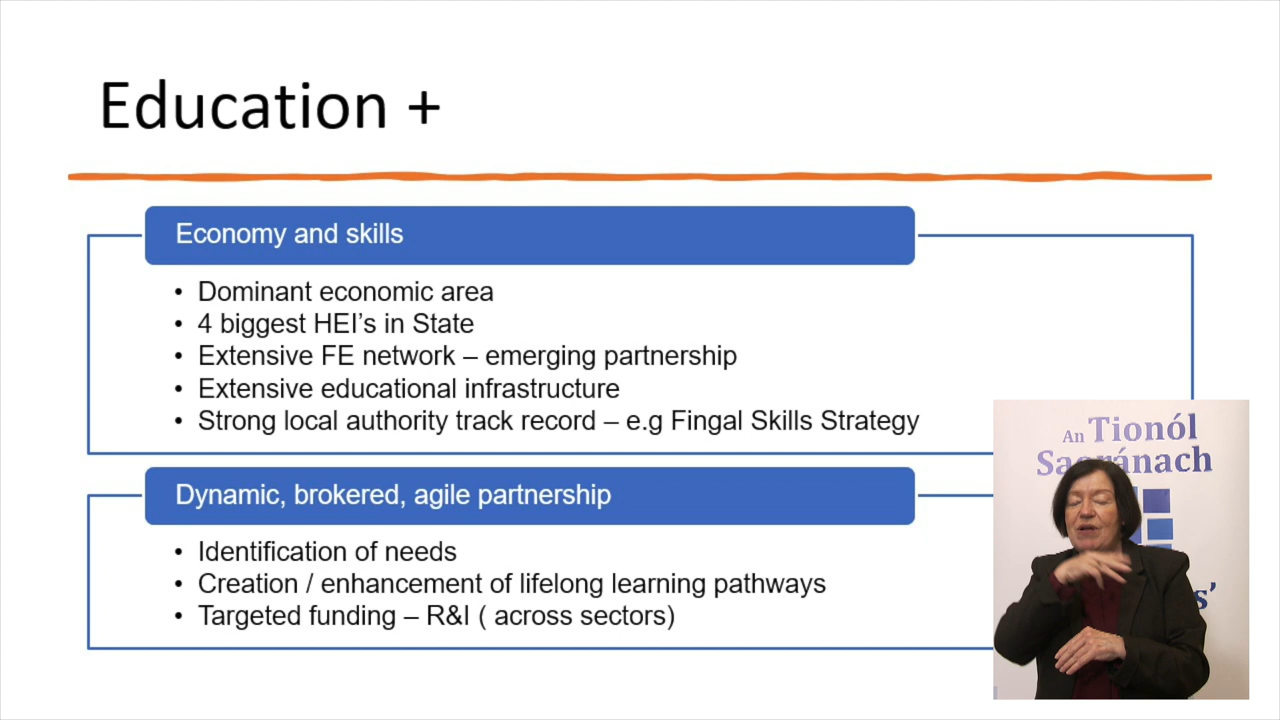 Education +
Economy and skills
• Dominant economic area
• 4 biggest HEI’s in State
• Extensive FE network – emerging partnership
• Extensive educational infrastructure
• Strong local authority track record – e.g Fingal Skills Strategy
Dynamic, brokered, agile partnership
• Identification of needs
• Creation / enhancement of lifelong learning pathways
• Targeted funding – R&I ( across sectors)
An Tionól